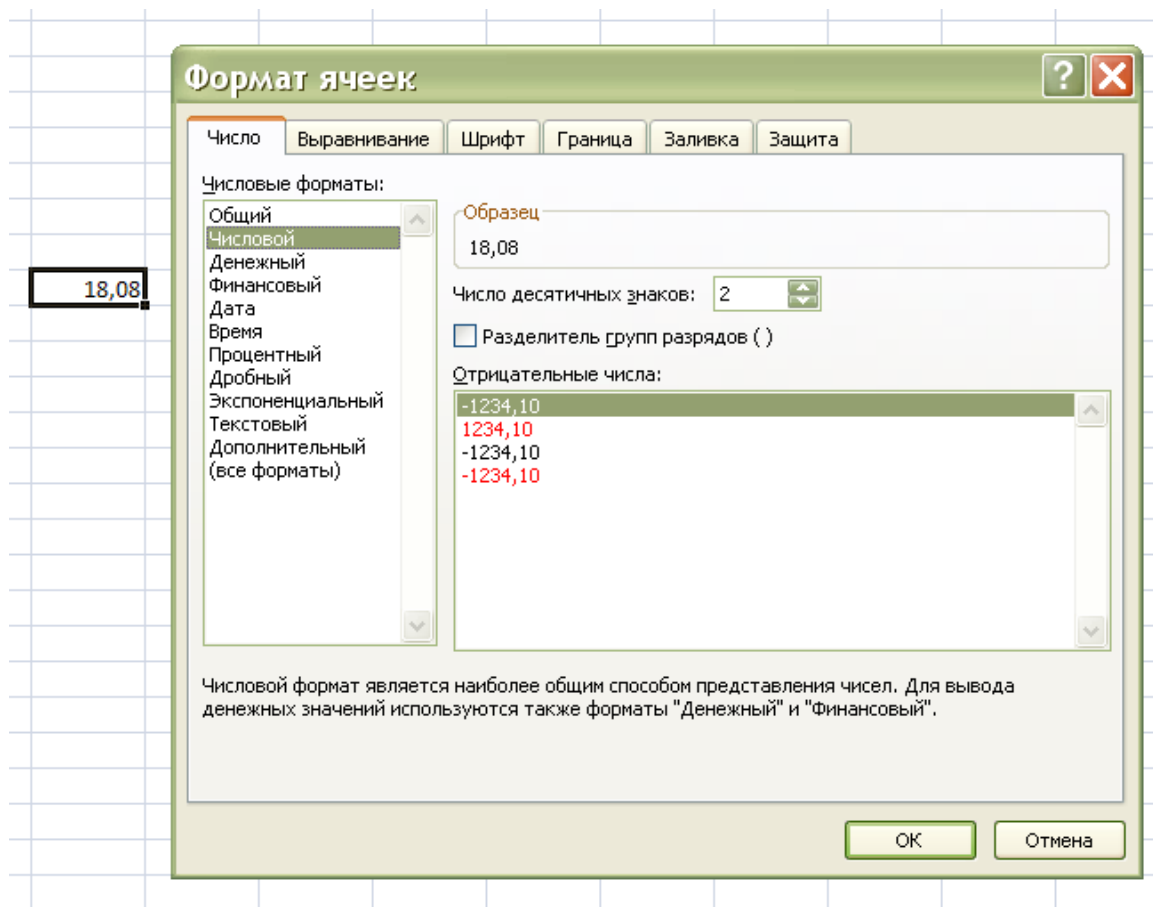 Формат ячеек
Число Выравнивание Шрифт Граница Заливка Защита
Числовые форматы:
Общий
Числовой
Денежный
Финансовый
Дата
Время
Процентный
Дробный
Экспоненциальный
Текстовый
Дополнительный
(все форматы)
Образец
18,08
Число десятичных знаков: 2
Разделитель групп разрядов ( )
Отрицательные числа:
-1234,10
1234,10
-1234,10
-1234,10
18,08
Числовой формат является наиболее общим способом представления чисел. Для вывода
денежных значений используются также форматы "Денежный" и "Финансовый".
ОК Отмена